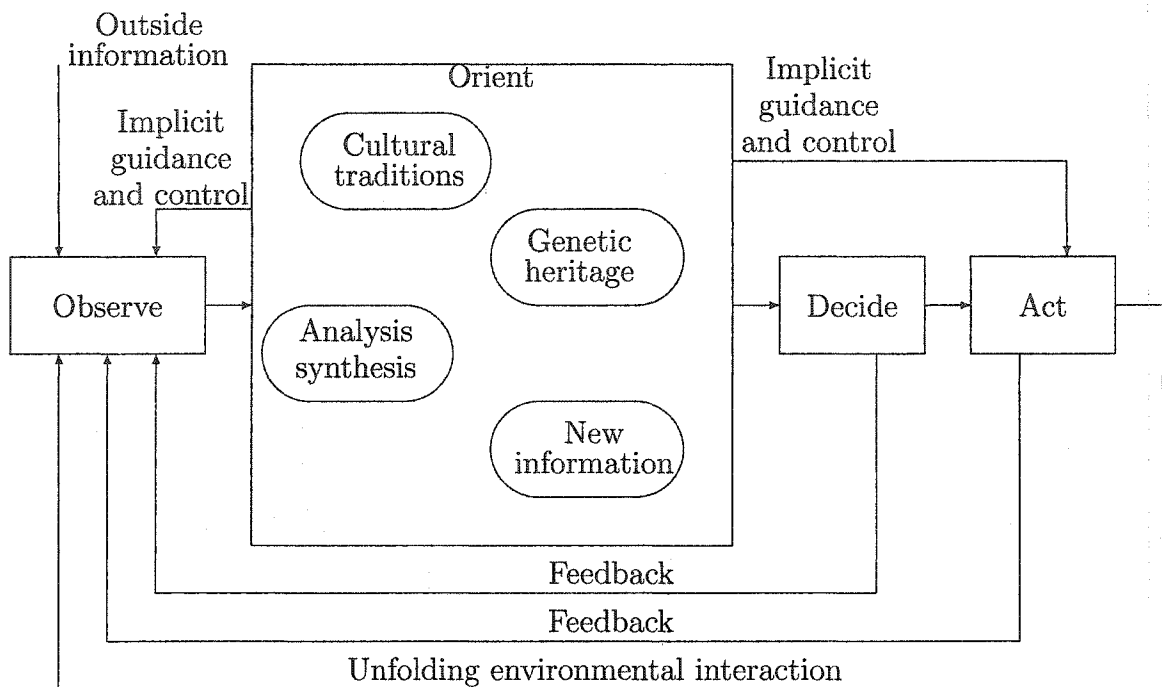 Outside
information
Implicit
guidance
and control
Orient
Cultural
traditions
Genetic
heritage
Analysis
synthesis
New
information
Implicit
guidance
and control
Observe
Decide
Act
Feedback
Feedback
Unfolding environmental interaction